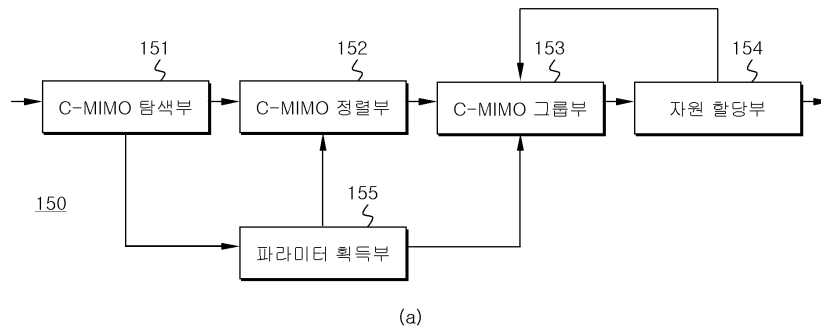 151
152
153
154
C-MIMO 탐색부
C-MIMO 정렬부
C-MIMO 그룹부
자원 할당부
150
155
파라미터 획득부
(a)